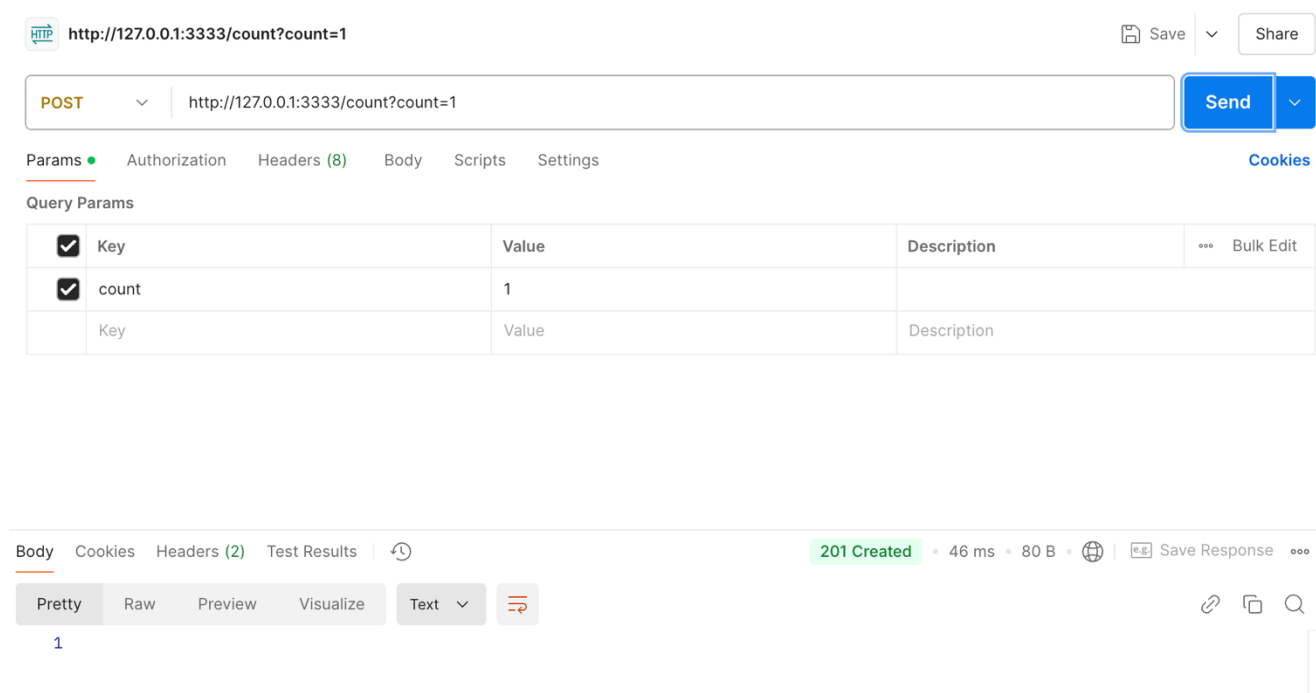 HTTP http://127.0.0.1:3333/count?count=1 Save Share
POST http://127.0.0.1:3333/count?count=1 Send
Params Authorization Headers (8) Body Scripts Settings Cookies
Query Params
Key Value Description Bulk Edit
count 1
Key Value Description
Body Cookies Headers (2) Test Results 201 Created • 46 ms • 80 B • e.g. Save Response
Pretty Raw Preview Visualize Text
1